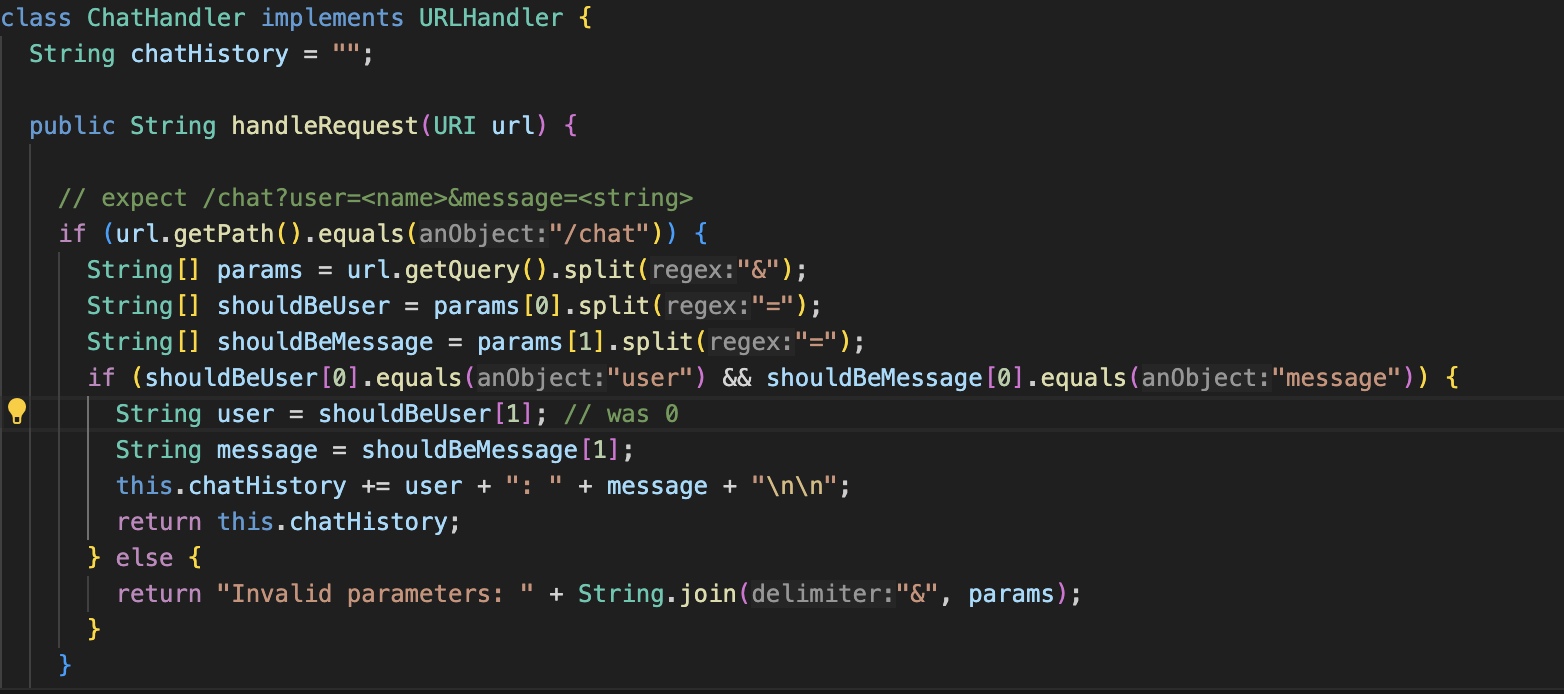 class ChatHandler implements URLHandler {
  String chatHistory = "";

  public String handleRequest(URI url) {

    // expect /chat?user=<name>&message=<string>
    if (url.getPath().equals(anObject:"/chat")) {
      String[] params = url.getQuery().split(regex:"&");
      String[] shouldBeUser = params[0].split(regex:"=");
      String[] shouldBeMessage = params[1].split(regex:"=");
      if (shouldBeUser[0].equals(anObject:"user") && shouldBeMessage[0].equals(anObject:"message")) {
        String user = shouldBeUser[1]; // was 0
        String message = shouldBeMessage[1];
        this.chatHistory += user + ": " + message + "\n\n";
        return this.chatHistory;
      } else {
        return "Invalid parameters: " + String.join(delimiter:"&", params);
      }
    }